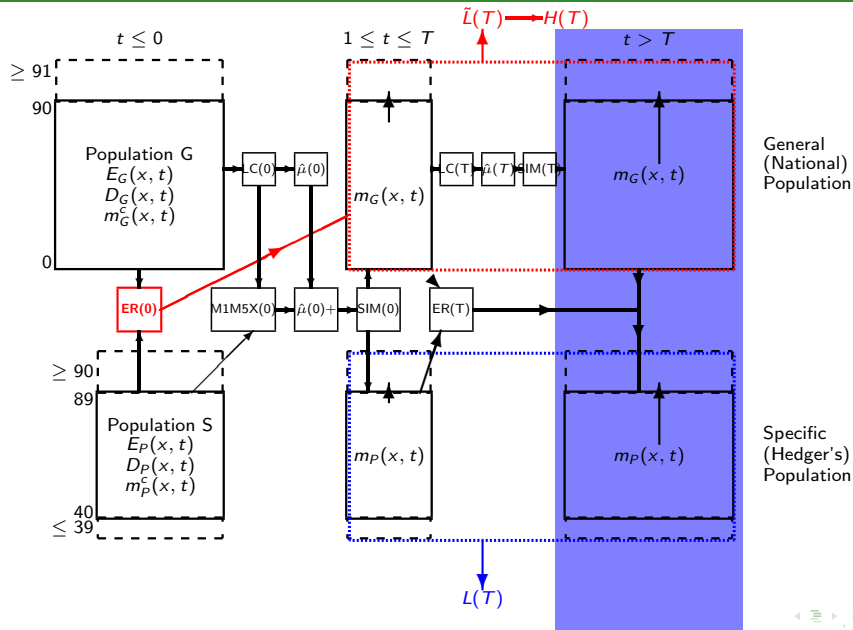 L̃(T) H(T)
t ≤ 0
1 ≤ t ≤ T
t > T
≥ 91
90
Population G
E_G(x, t)
D_G(x, t)
m^c_G(x, t)
0
LC(0)
μ̂(0)
m_G(x, t)
LC(T)
μ̂(T)
SIM(T)
m_G(x, t)
General
(National)
Population
ER(0)
M1M5X(0)
μ̂(0)+
SIM(0)
ER(T)
≥ 90
89
Population S
E_P(x, t)
D_P(x, t)
m^c_P(x, t)
40
≤ 39
m_P(x, t)
m_P(x, t)
Specific
(Hedger's)
Population
L(T)